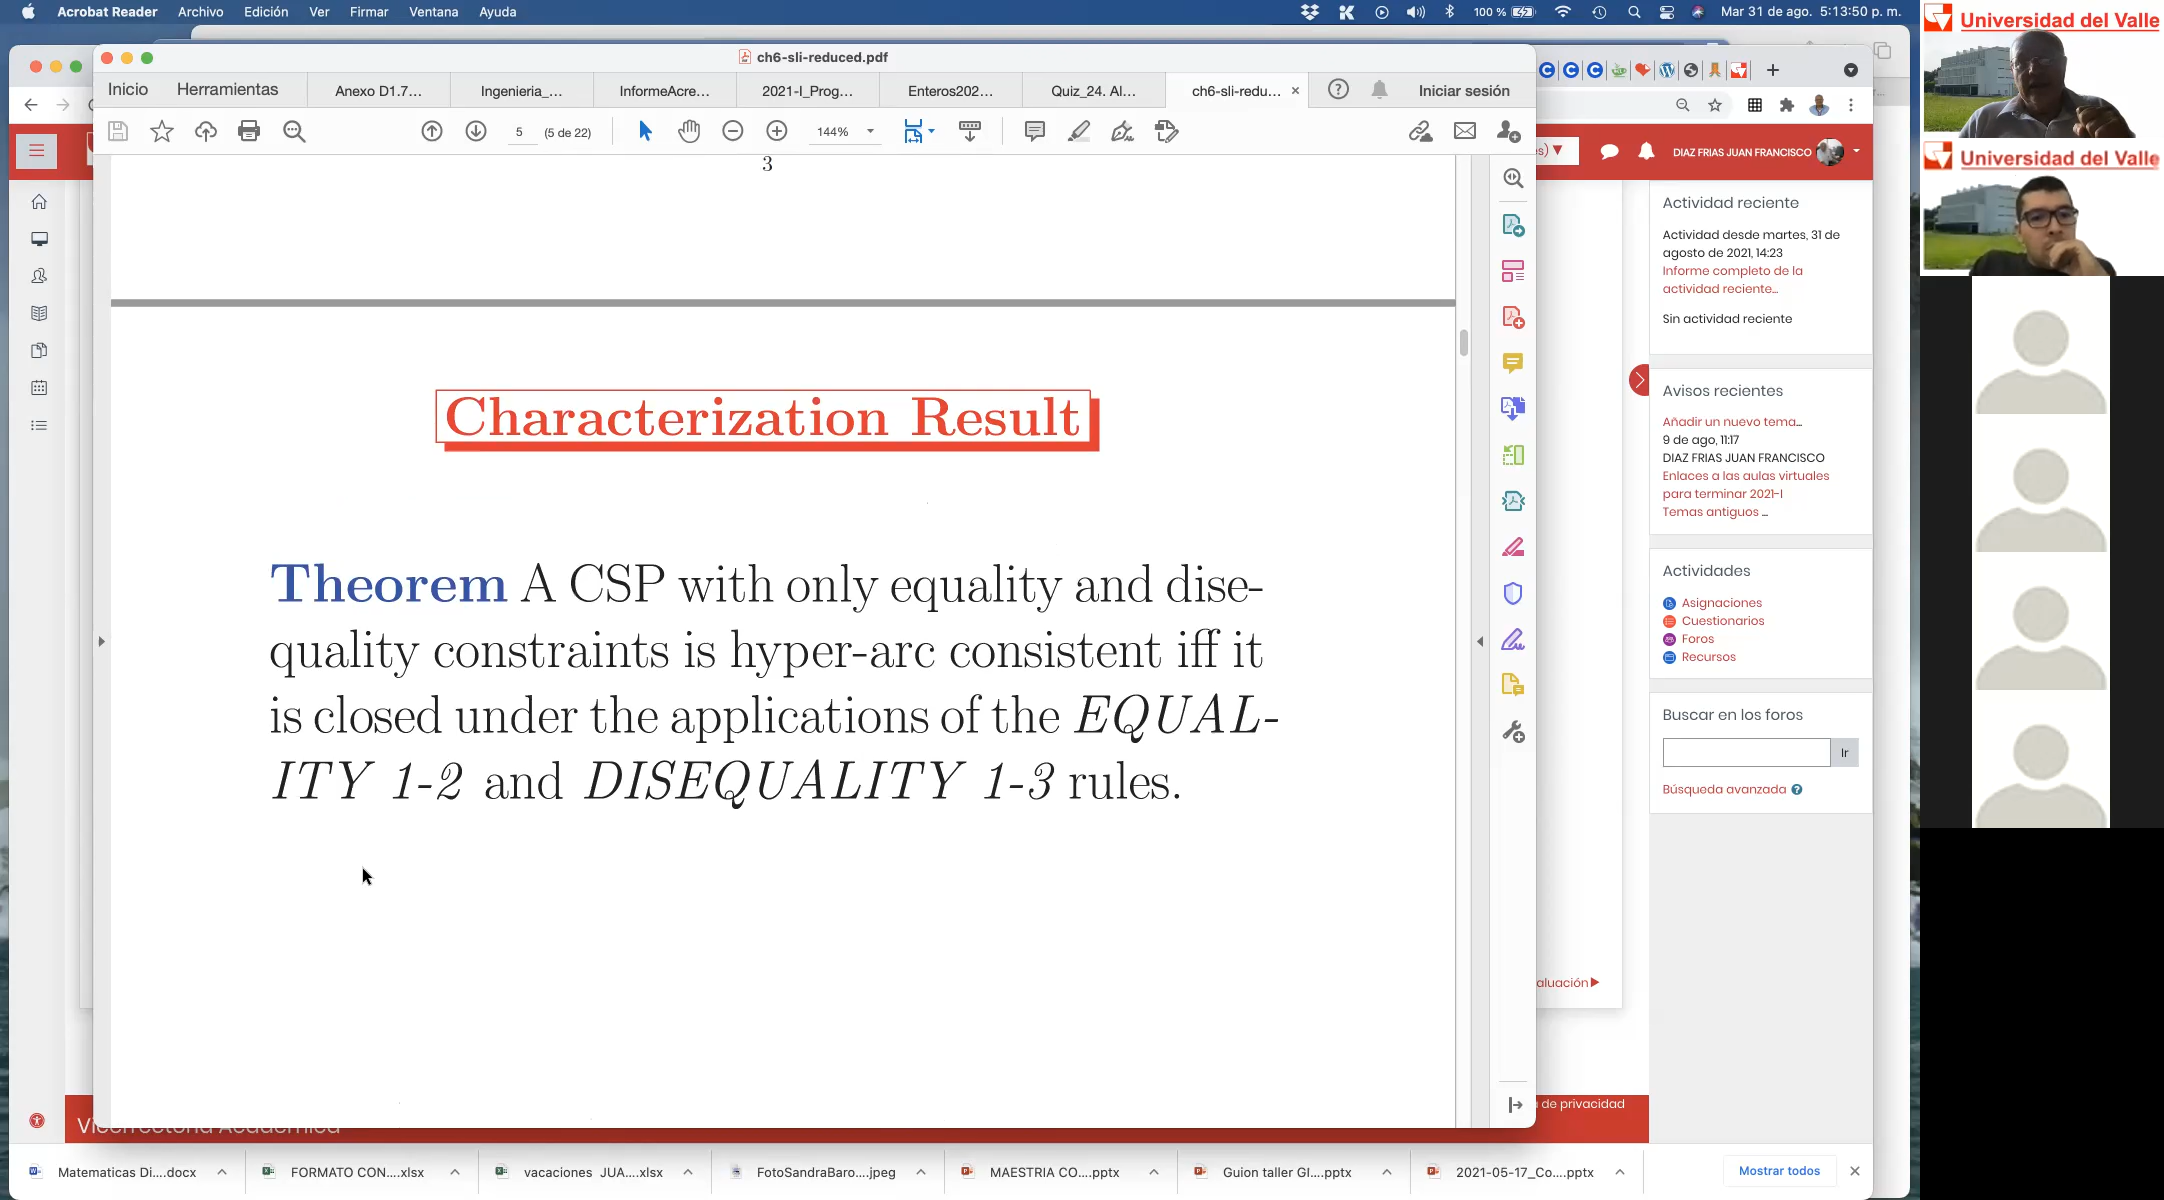 Acrobat Reader Archivo Edición Ver Firmar Ventana Ayuda
100 % Mar 31 de ago. 5:13:50 p. m.
ch6-sli-reduced.pdf
Inicio Herramientas Anexo D1.7... Ingenieria_... InformeAcre... 2021-I_Prog... Enteros202... Quiz_24. Al... ch6-sli-redu... × Iniciar sesión
5 (5 de 22) 144%
3
Characterization Result
Theorem A CSP with only equality and dise-
quality constraints is hyper-arc consistent iff it
is closed under the applications of the EQUAL-
ITY 1-2 and DISEQUALITY 1-3 rules.
DIAZ FRIAS JUAN FRANCISCO
Actividad reciente
Actividad desde martes, 31 de
agosto de 2021, 14:23
Informe completo de la
actividad reciente...
Sin actividad reciente
Avisos recientes
Añadir un nuevo tema...
9 de ago, 11:17
DIAZ FRIAS JUAN FRANCISCO
Enlaces a las aulas virtuales
para terminar 2021-I
Temas antiguos ...
Actividades
Asignaciones
Cuestionarios
Foros
Recursos
Buscar en los foros
Ir
Búsqueda avanzada
aluación
de privacidad
Vicerrectoría Académica
Matematicas Di....docx FORMATO CON....xlsx vacaciones JUA....xlsx FotoSandraBaro....jpeg MAESTRIA CO....pptx Guion taller GI....pptx 2021-05-17_Co....pptx Mostrar todos
Universidad del Valle
Universidad del Valle